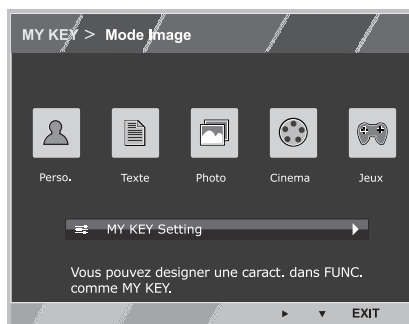 MY KEY > Mode Image
Perso. Texte Photo Cinema Jeux
MY KEY Setting
Vous pouvez designer une caract. dans FUNC.
comme MY KEY.
EXIT